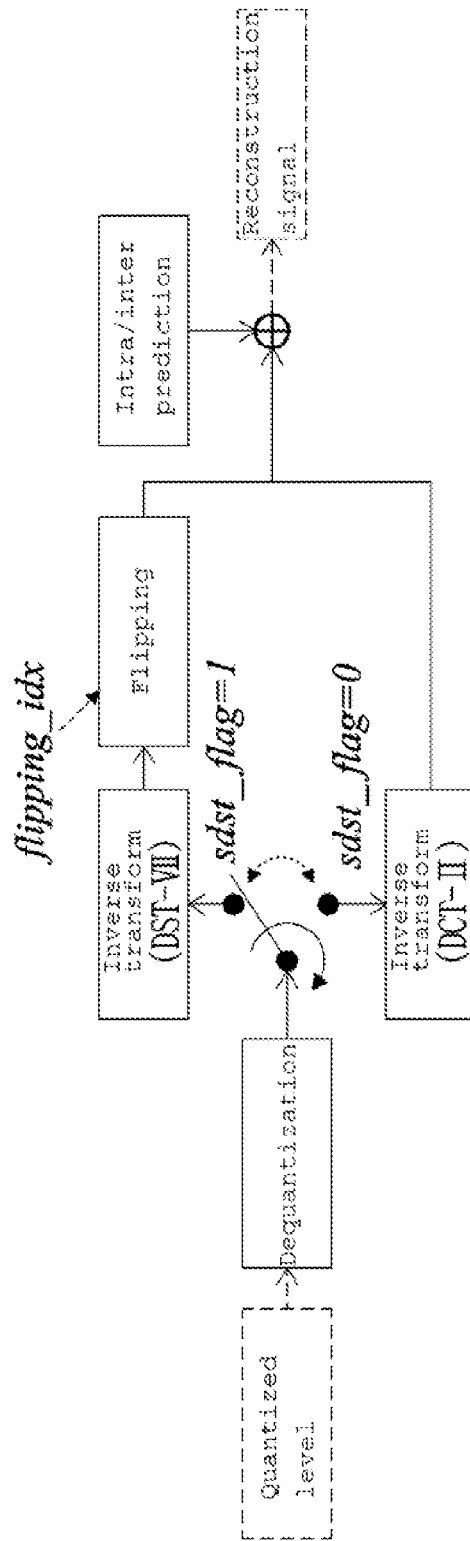 Quantized
level
Dequantization
Inverse
transform
(DST-VII)
sdst_flag=1
flipping_idx
Flipping
sdst_flag=0
Inverse
transform
(DCT-II)
Intra/inter
prediction
Reconstruction
signal